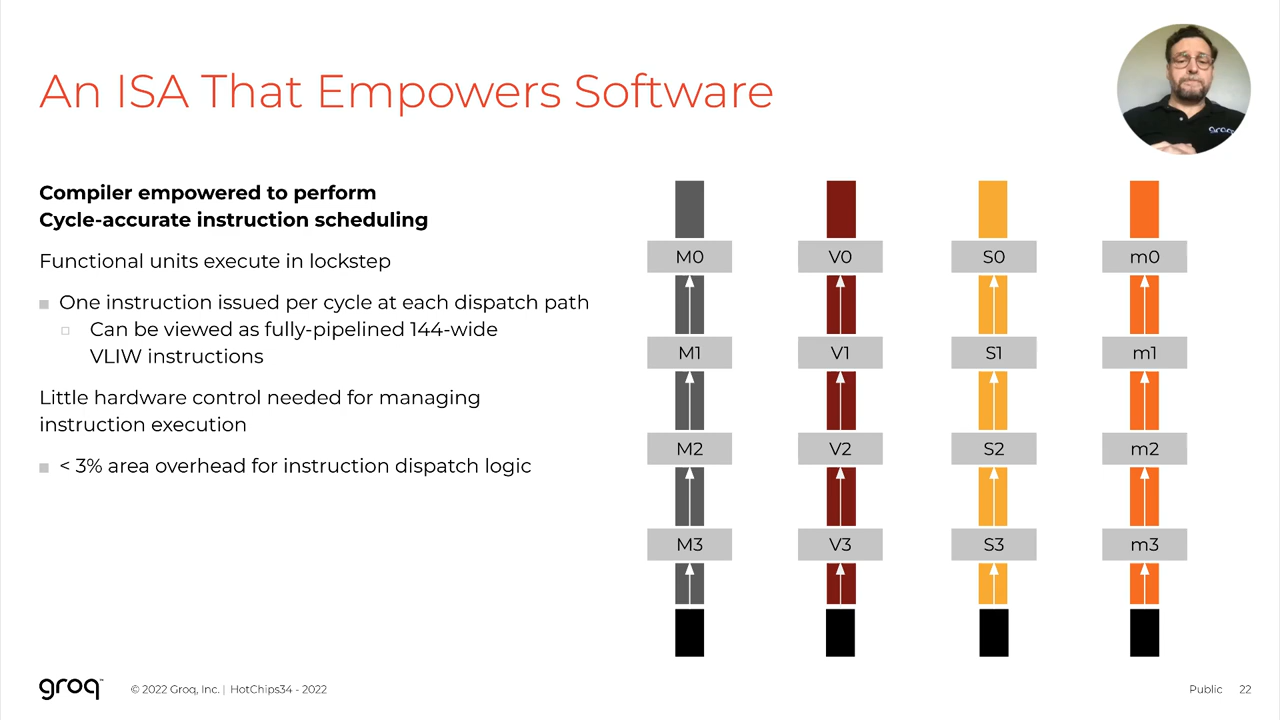 An ISA That Empowers Software
groq
Compiler empowered to perform
Cycle-accurate instruction scheduling
Functional units execute in lockstep
One instruction issued per cycle at each dispatch path
Can be viewed as fully-pipelined 144-wide
VLIW instructions
Little hardware control needed for managing
instruction execution
< 3% area overhead for instruction dispatch logic
M0 V0 S0 m0
M1 V1 S1 m1
M2 V2 S2 m2
M3 V3 S3 m3
groq™ © 2022 Groq, Inc. | HotChips34 - 2022 Public 22